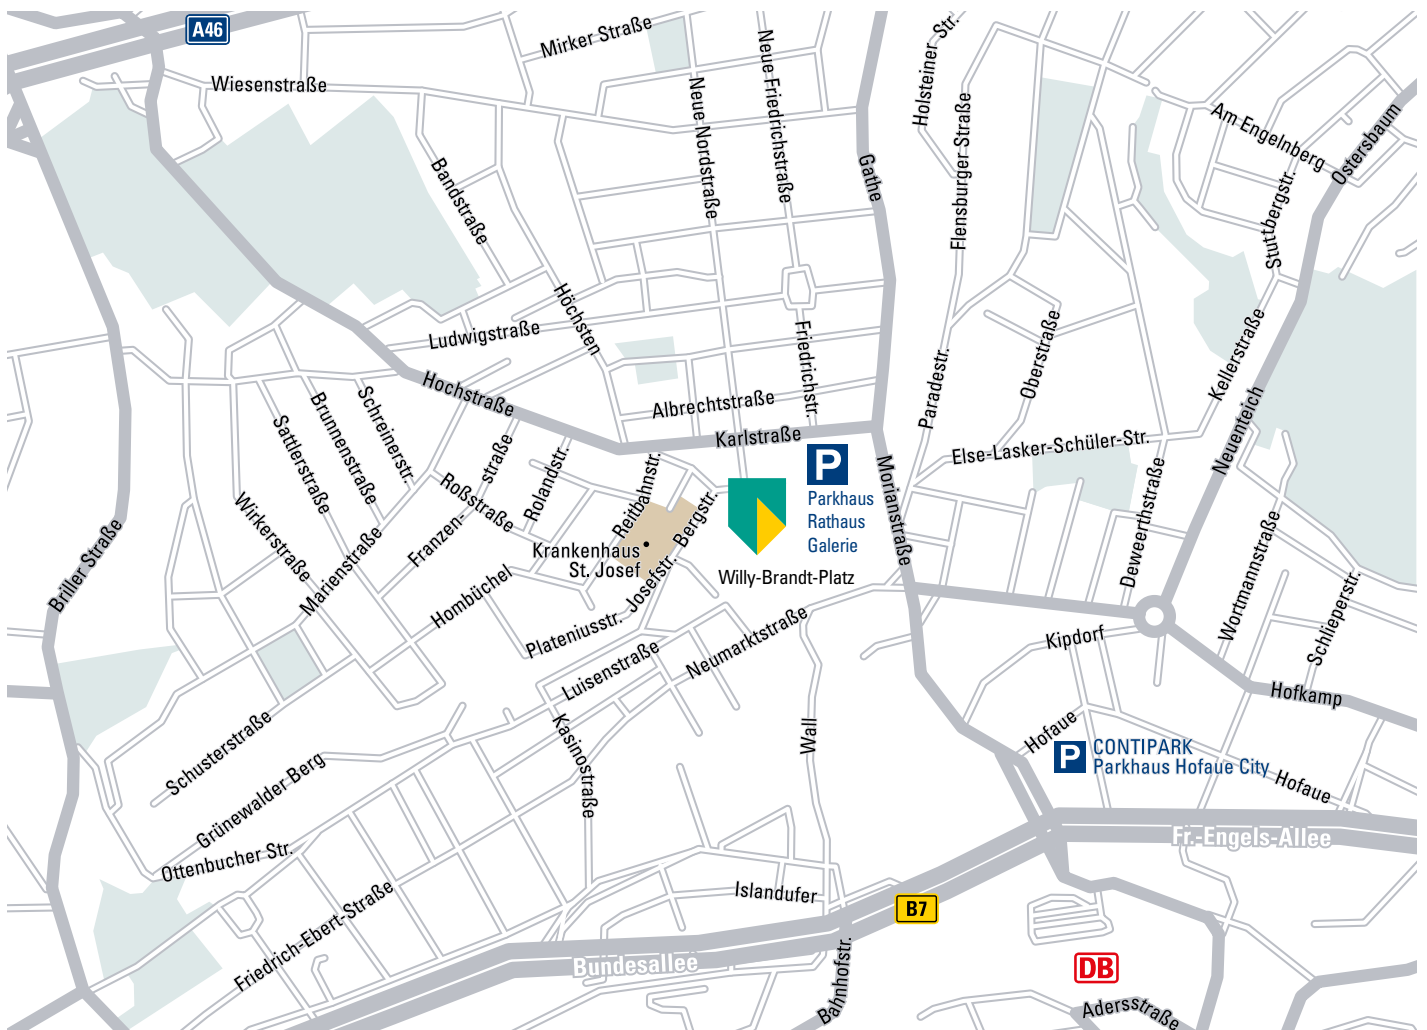 A46
Mirker Straße
Holsteiner Str.
Wiesenstraße
Neue-Nordstraße
Neue-Friedrichstraße
Flensburger Straße
Am Engelnberg
Ostersbaum
Bandstraße
Gathe
Stuttbergstr.
Höchsten
Ludwigstraße
Friedrichstr.
Paradestr.
Oberstraße
Kellerstraße
Hochstraße
Albrechtstraße
Karlstraße
Neuenteich
Schreinerstr.
Brunnenstraße
Sattlerstraße
Else-Lasker-Schüler-Str.
Roßstraße
Franzen-
straße
Rolandstr.
Reitbahnstr.
Bergstr.
P
Parkhaus
Rathaus
Galerie
Morianstraße
Deweerthstraße
Wortmannstraße
Schlieperstr.
Wirkerstraße
Marienstraße
Briller Straße
Krankenhaus
St. Josef
Josefstr.
Willy-Brandt-Platz
Hombüchel
Plateniusstr.
Luisenstraße
Neumarktstraße
Kipdorf
Hofkamp
Schusterstraße
Kasinostraße
Wall
Hofaue
P
CONTIPARK
Parkhaus Hofaue City
Hofaue
Grünewalder Berg
Ottenbucher Str.
Fr.-Engels-Allee
Islandufer
B7
Friedrich-Ebert-Straße
Bundesallee
Bahnhofstr.
DB
Adersstraße